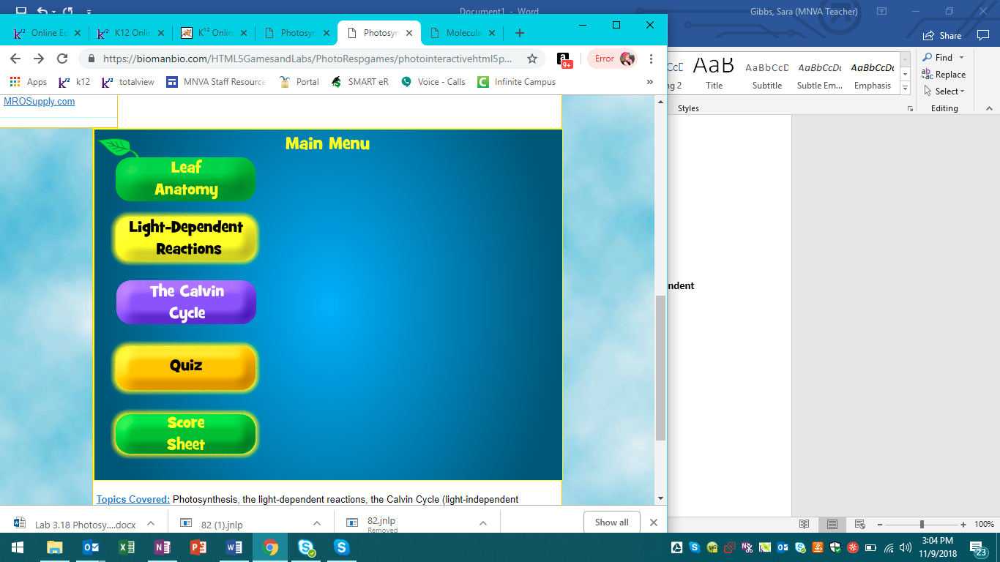 Document1 - Word
Gibbs, Sara (MNVA Teacher)
Online Ed
K12 Onlin
K¹² Onlin
Photosyn
Photosyn
Molecula
Share
https://biomanbio.com/HTML5GamesandLabs/PhotoRespgames/photointeractivehtml5p...
9+
Error
Apps
k12
totalview
MNVA Staff Resource
Portal
SMART eR
Voice - Calls
Infinite Campus
»
AaB AaBbCcD AaBbCcDc AaBbCcDc
ng 2 Title Subtitle Subtle Em... Emphasis
Styles
Find
Replace
Select
Editing
MROSupply.com
Main Menu
Leaf
Anatomy
Light-Dependent
Reactions
The Calvin
Cycle
Quiz
Score
Sheet
ndent
Topics Covered: Photosynthesis, the light-dependent reactions, the Calvin Cycle (light-independent
Lab 3.18 Photosy....docx
82 (1).jnlp
82.jnlp
Removed
Show all
100%
3:04 PM
11/9/2018
23